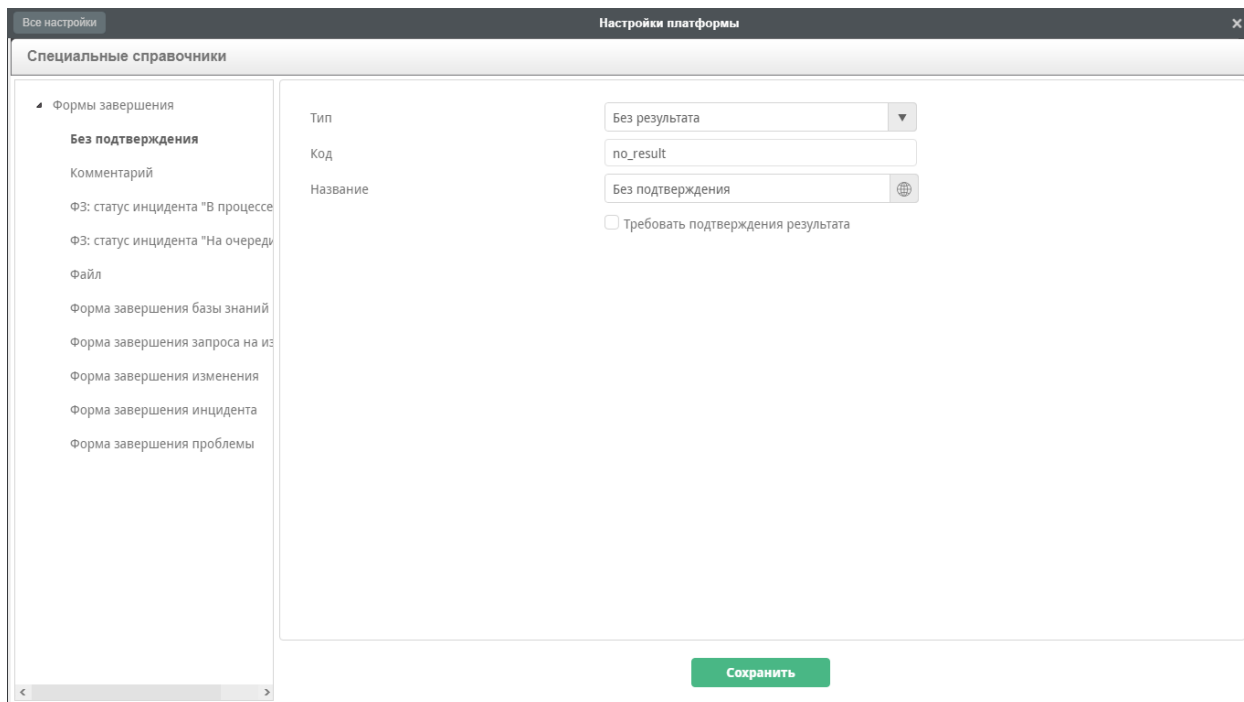 Все настройки
Настройки платформы
Специальные справочники
Формы завершения
Без подтверждения
Комментарий
ФЗ: статус инцидента "В процессе
ФЗ: статус инцидента "На очереди
Файл
Форма завершения базы знаний
Форма завершения запроса на из
Форма завершения изменения
Форма завершения инцидента
Форма завершения проблемы
Тип
Без результата
Код
no_result
Название
Без подтверждения
Требовать подтверждения результата
Сохранить